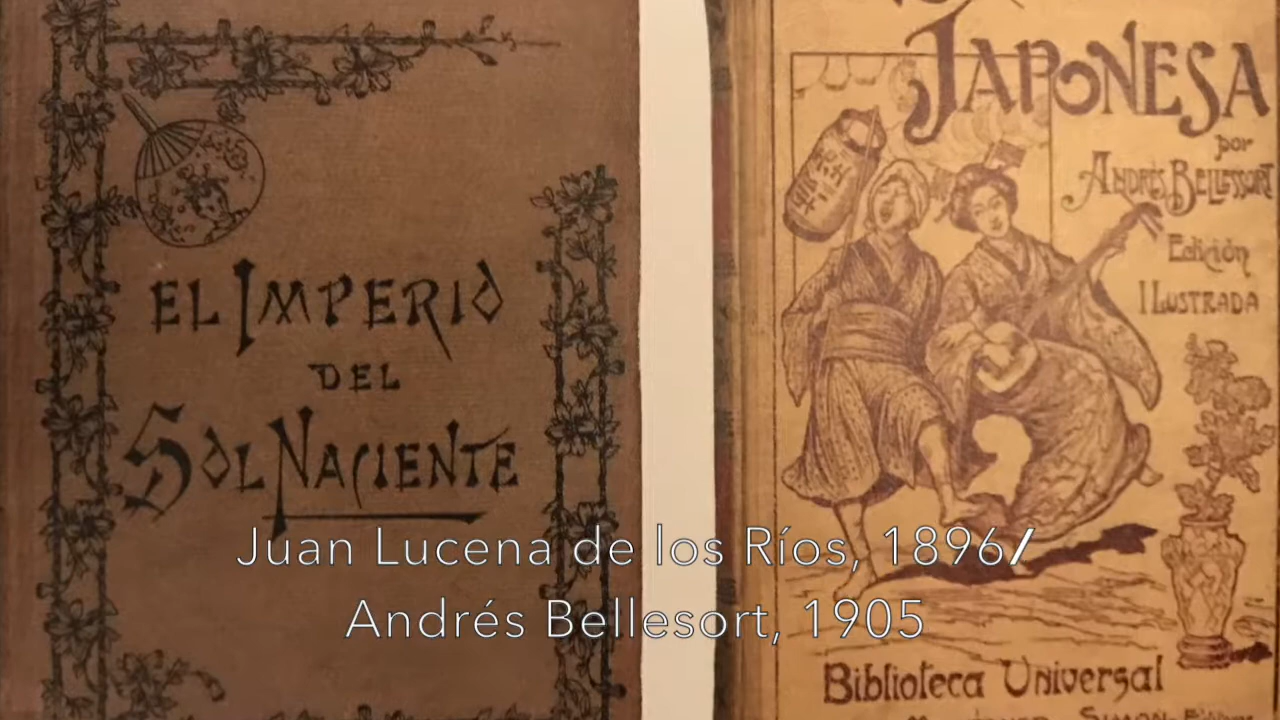 EL IMPERIO
DEL
SOL NACIENTE
JAPONESA
por
ANDRÉS BELLESSORT
Edición
ILUSTRADA
Biblioteca Universal
Juan Lucena de los Ríos, 1896/
Andrés Bellesort, 1905